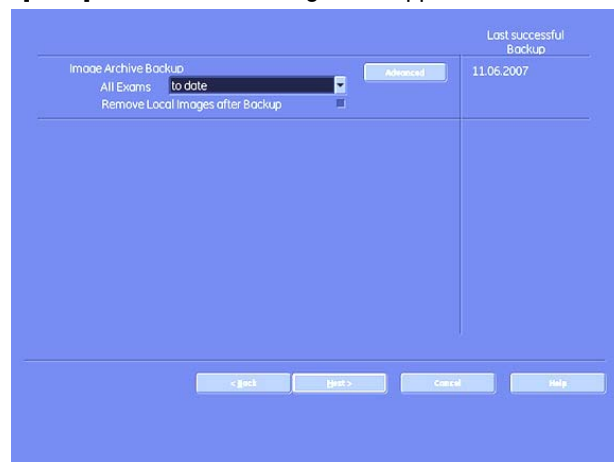 Last successful
Backup
Image Archive Backup
Advanced
11.06.2007
All Exams
to date
Remove Local Images after Backup
< Back
Next >
Cancel
Help